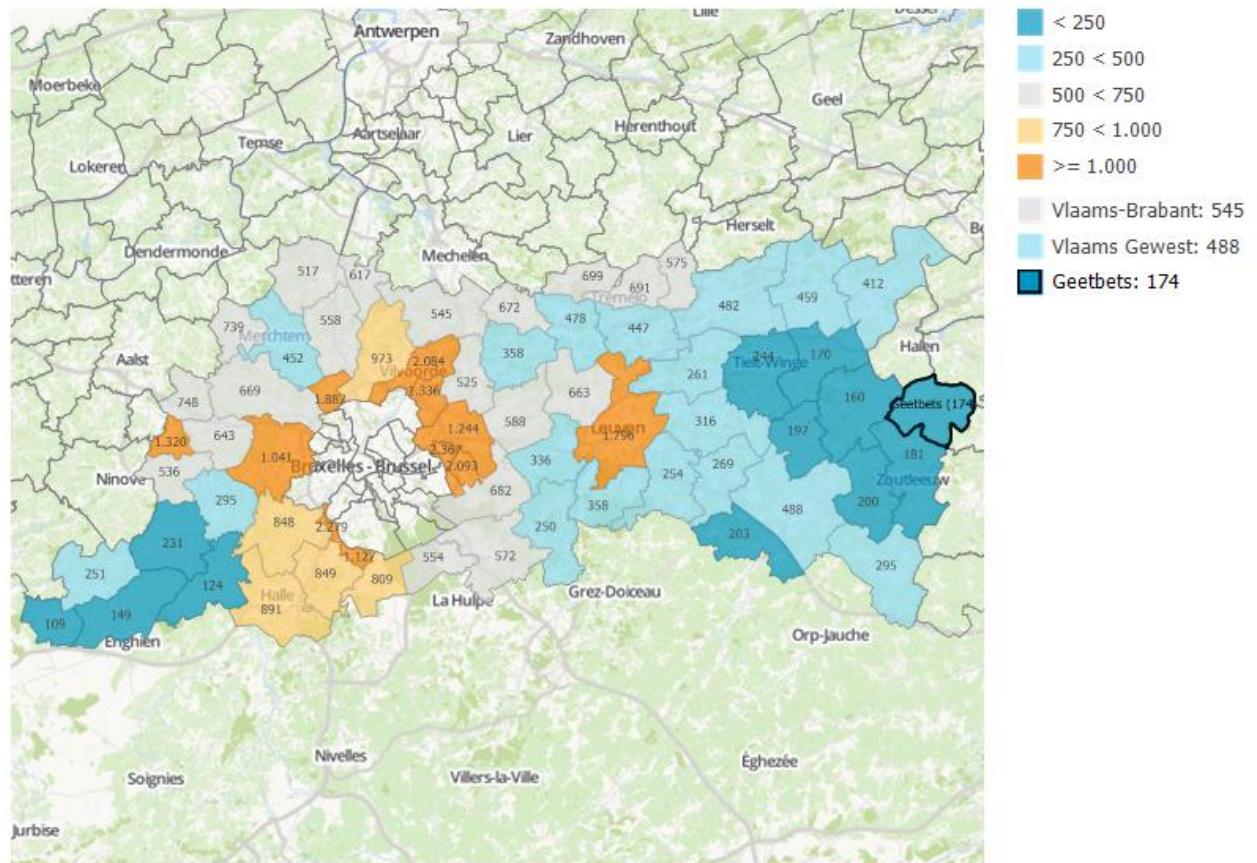 Lille
Antwerpen
Zandhoven
Moerbeke
Geel
Aartselaar
Lier
Herenthout
Temse
Lokeren
Herselt
Dendermonde
Mechelen
tteren
517
617
699
691
575
Tremelo
482
459
412
739
558
545
672
478
447
Merchtem
452
973
2.084
358
Halen
Aalst
Vilvoorde
244
170
Tielt-Winge
669
1.887
1.336
525
663
261
160
748
Geetbets (174
643
1.244
588
316
197
1.320
Leuven
1.796
1.041
2.367
336
181
536
Bruxelles - Brussel
2.093
269
Ninove
254
Zoutleeuw
295
682
358
488
200
848
2.279
250
231
203
1.127
554
572
251
124
849
809
295
Halle
La Hulpe
Grez-Doiceau
109
149
891
Enghien
Orp-Jauche
Nivelles
Éghezée
Soignies
Villers-la-Ville
Jurbise
< 250
250 < 500
500 < 750
750 < 1.000
>= 1.000
Vlaams-Brabant: 545
Vlaams Gewest: 488
Geetbets: 174